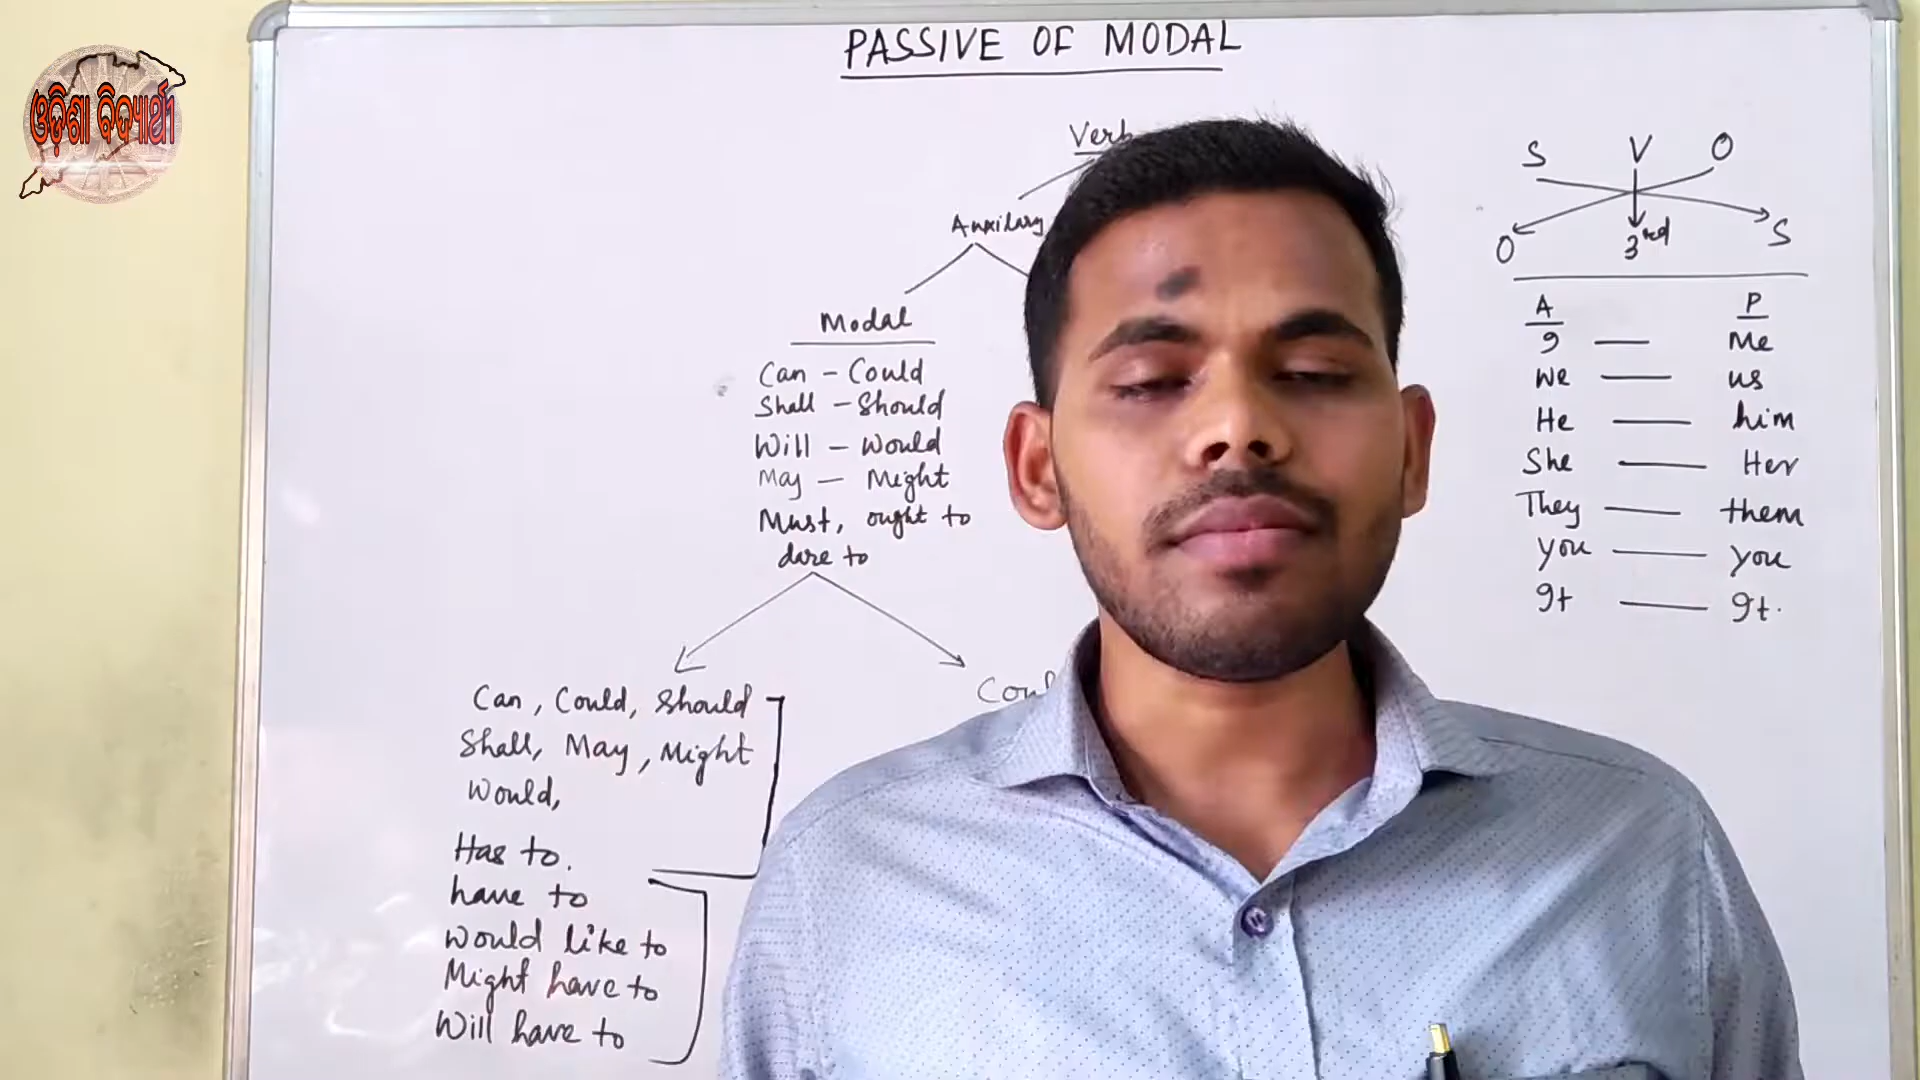 ଓଡ଼ିଶା ବିଦ୍ୟାର୍ଥୀ
PASSIVE OF MODAL
Verb
Auxilary
Modal
Can - Could
Shall - Should
Will - Would
May - Might
Must, ought to
dare to
Can, Could, Should
Shall, May, Might
Would,
Has to.
have to
Would like to
Might have to
Will have to
S V O
O 3rd S
A P
I — Me
We — us
He — him
She — Her
They — them
you — you
It — It.